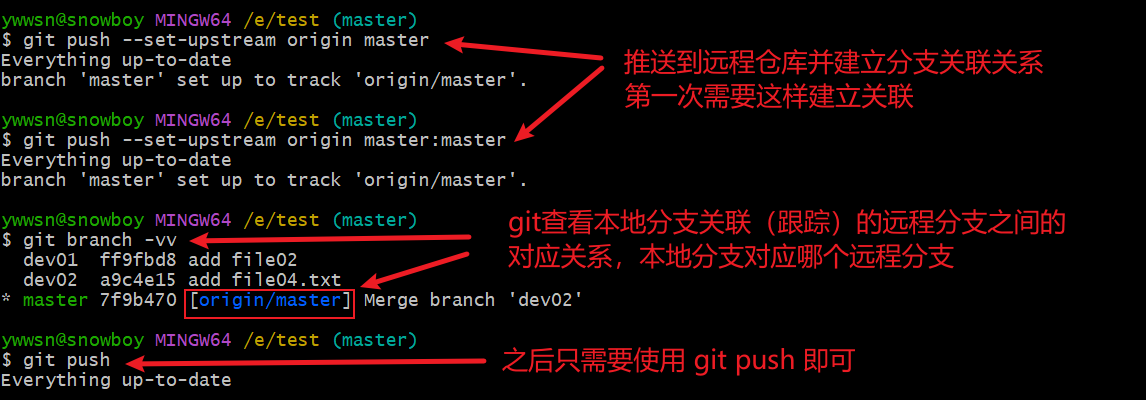 ywwsn@snowboy MINGW64 /e/test (master)
$ git push --set-upstream origin master
Everything up-to-date
branch 'master' set up to track 'origin/master'.
推送到远程仓库并建立分支关联关系
第一次需要这样建立关联
ywwsn@snowboy MINGW64 /e/test (master)
$ git push --set-upstream origin master:master
Everything up-to-date
branch 'master' set up to track 'origin/master'.
ywwsn@snowboy MINGW64 /e/test (master)
$ git branch -vv
dev01 ff9fbd8 add file02
dev02 a9c4e15 add file04.txt
* master 7f9b470 [origin/master] Merge branch 'dev02'
git查看本地分支关联（跟踪）的远程分支之间的
对应关系，本地分支对应哪个远程分支
ywwsn@snowboy MINGW64 /e/test (master)
$ git push
Everything up-to-date
之后只需要使用 git push 即可